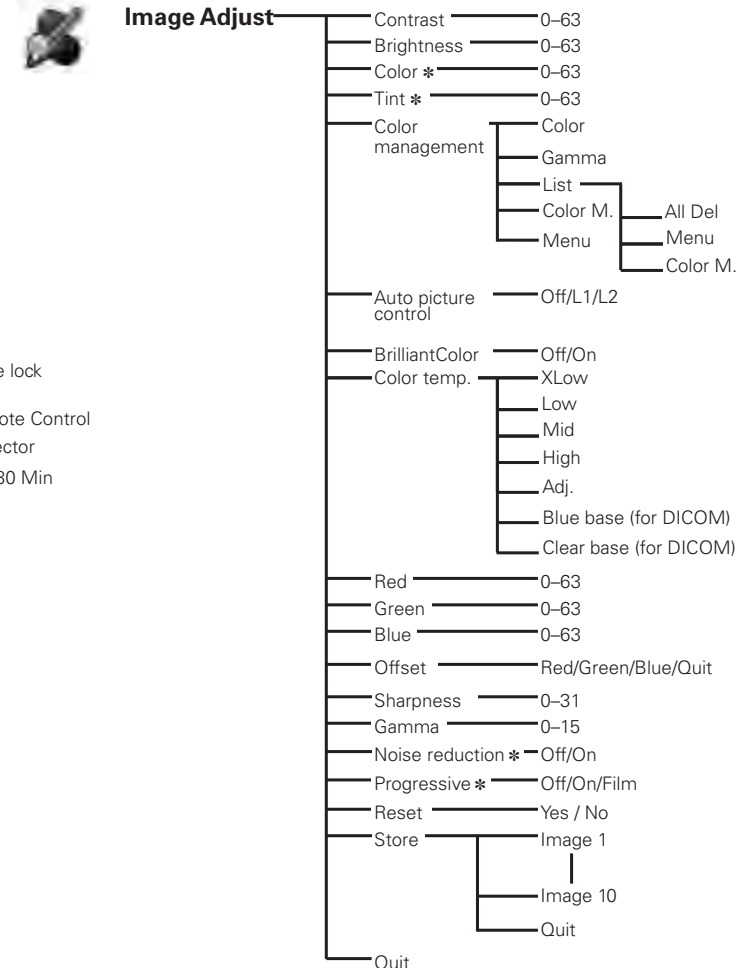 Image Adjust
Contrast 0–63
Brightness 0–63
Color ✻ 0–63
Tint ✻ 0–63
Color management Color
Gamma
List
Color M.
Menu
All Del
Menu
Color M.
Auto picture control Off/L1/L2
BrilliantColor Off/On
Color temp. XLow
Low
Mid
High
Adj.
Blue base (for DICOM)
Clear base (for DICOM)
Red 0–63
Green 0–63
Blue 0–63
Offset Red/Green/Blue/Quit
Sharpness 0–31
Gamma 0–15
Noise reduction ✻ Off/On
Progressive ✻ Off/On/Film
Reset Yes / No
Store Image 1
Image 10
Quit
Quit
lock
Control
Min